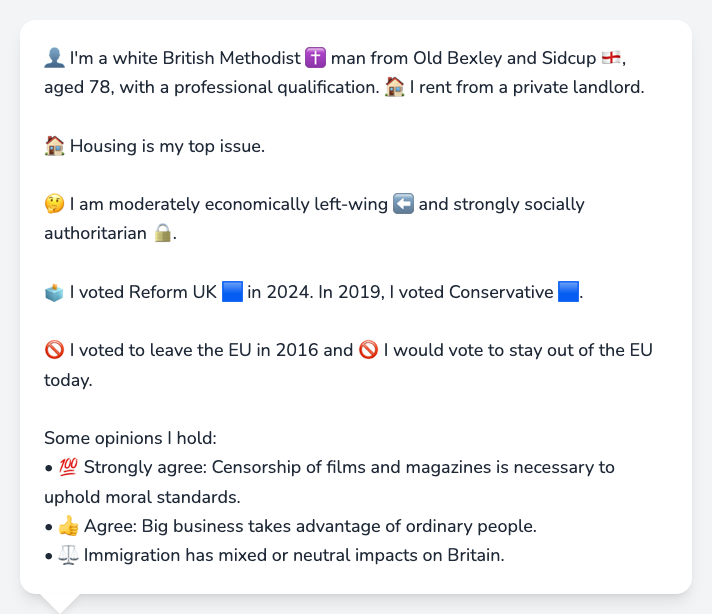 👤 I'm a white British Methodist ✝️ man from Old Bexley and Sidcup 🏴󠁧󠁢󠁥󠁮󠁧󠁿,
aged 78, with a professional qualification. 🏠 I rent from a private landlord.
🏠 Housing is my top issue.
🤔 I am moderately economically left-wing ⬅️ and strongly socially
authoritarian 🔒.
🗳️ I voted Reform UK 🟦 in 2024. In 2019, I voted Conservative 🟦.
🚫 I voted to leave the EU in 2016 and 🚫 I would vote to stay out of the EU
today.
Some opinions I hold:
• 💯 Strongly agree: Censorship of films and magazines is necessary to
uphold moral standards.
• 👍 Agree: Big business takes advantage of ordinary people.
• ⚖️ Immigration has mixed or neutral impacts on Britain.